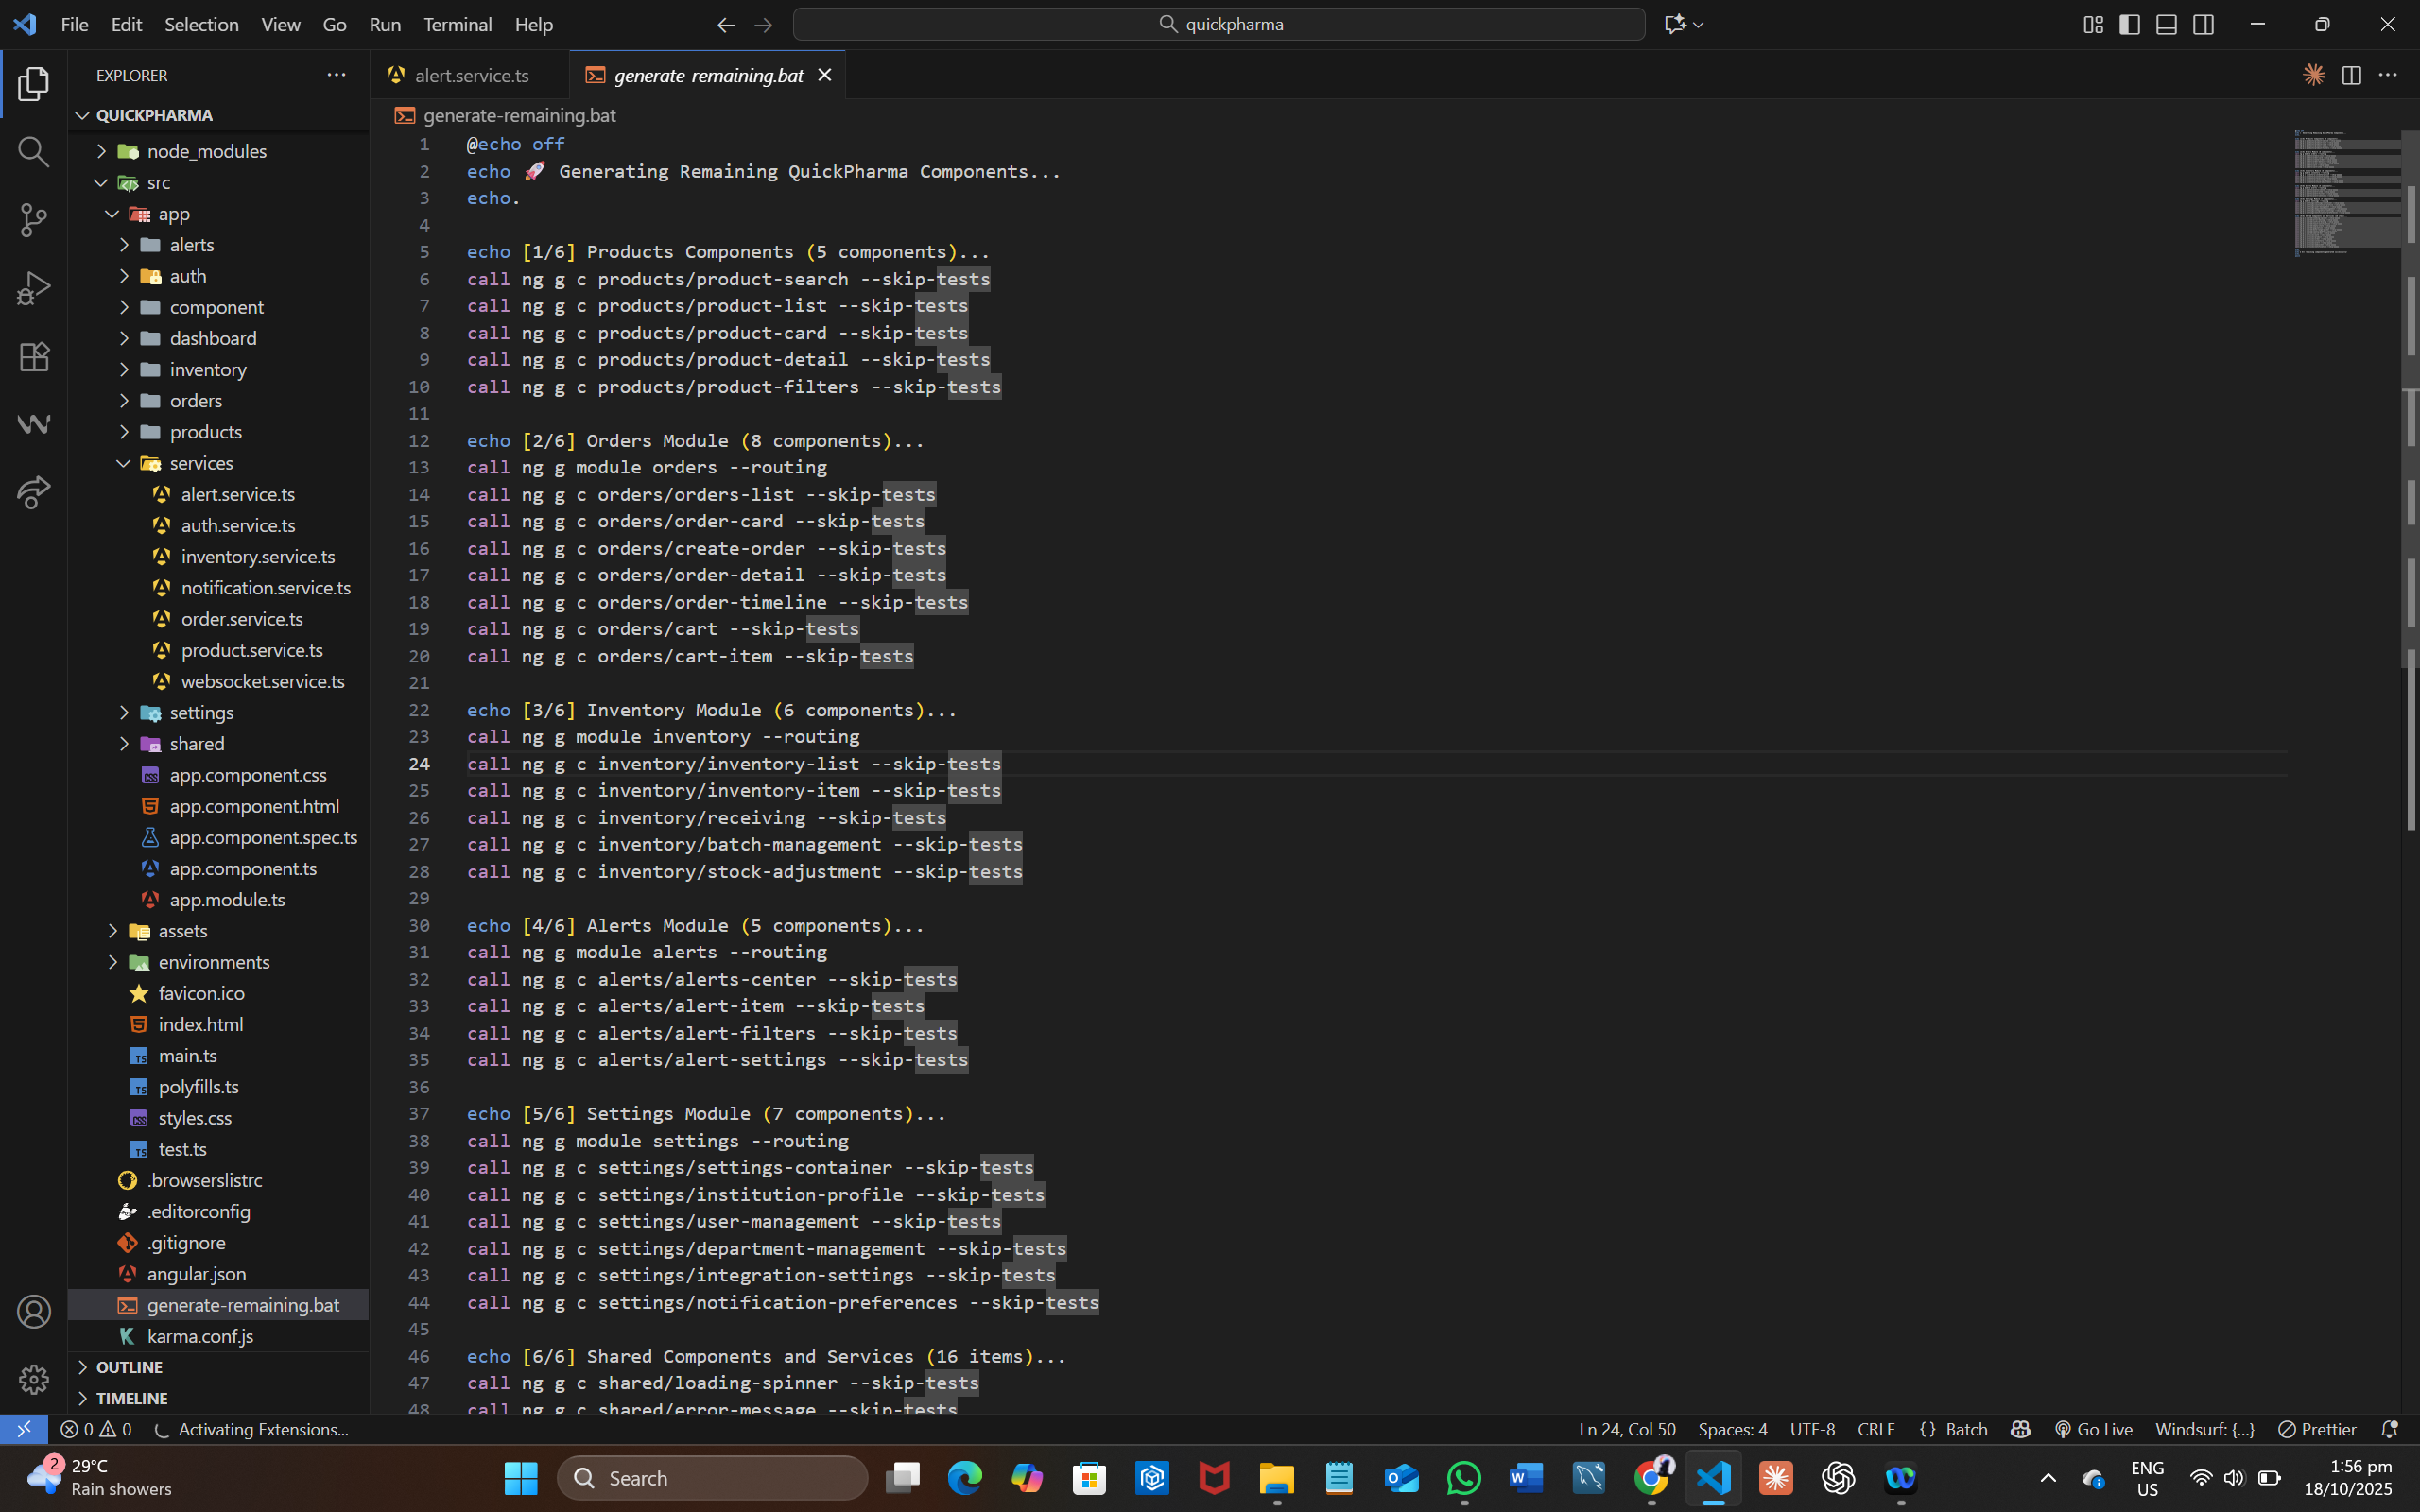 File Edit Selection View Go Run Terminal Help
quickpharma
EXPLORER
alert.service.ts
generate-remaining.bat
QUICKPHARMA
generate-remaining.bat
node_modules
src
app
alerts
auth
component
dashboard
inventory
orders
products
services
alert.service.ts
auth.service.ts
inventory.service.ts
notification.service.ts
order.service.ts
product.service.ts
websocket.service.ts
settings
shared
app.component.css
app.component.html
app.component.spec.ts
app.component.ts
app.module.ts
assets
environments
favicon.ico
index.html
main.ts
polyfills.ts
styles.css
test.ts
.browserslistrc
.editorconfig
.gitignore
angular.json
generate-remaining.bat
karma.conf.js
OUTLINE
TIMELINE
1 @echo off
2 echo 🚀 Generating Remaining QuickPharma Components...
3 echo.
4
5 echo [1/6] Products Components (5 components)...
6 call ng g c products/product-search --skip-tests
7 call ng g c products/product-list --skip-tests
8 call ng g c products/product-card --skip-tests
9 call ng g c products/product-detail --skip-tests
10 call ng g c products/product-filters --skip-tests
11
12 echo [2/6] Orders Module (8 components)...
13 call ng g module orders --routing
14 call ng g c orders/orders-list --skip-tests
15 call ng g c orders/order-card --skip-tests
16 call ng g c orders/create-order --skip-tests
17 call ng g c orders/order-detail --skip-tests
18 call ng g c orders/order-timeline --skip-tests
19 call ng g c orders/cart --skip-tests
20 call ng g c orders/cart-item --skip-tests
21
22 echo [3/6] Inventory Module (6 components)...
23 call ng g module inventory --routing
24 call ng g c inventory/inventory-list --skip-tests
25 call ng g c inventory/inventory-item --skip-tests
26 call ng g c inventory/receiving --skip-tests
27 call ng g c inventory/batch-management --skip-tests
28 call ng g c inventory/stock-adjustment --skip-tests
29
30 echo [4/6] Alerts Module (5 components)...
31 call ng g module alerts --routing
32 call ng g c alerts/alerts-center --skip-tests
33 call ng g c alerts/alert-item --skip-tests
34 call ng g c alerts/alert-filters --skip-tests
35 call ng g c alerts/alert-settings --skip-tests
36
37 echo [5/6] Settings Module (7 components)...
38 call ng g module settings --routing
39 call ng g c settings/settings-container --skip-tests
40 call ng g c settings/institution-profile --skip-tests
41 call ng g c settings/user-management --skip-tests
42 call ng g c settings/department-management --skip-tests
43 call ng g c settings/integration-settings --skip-tests
44 call ng g c settings/notification-preferences --skip-tests
45
46 echo [6/6] Shared Components and Services (16 items)...
47 call ng g c shared/loading-spinner --skip-tests
48 call ng g c shared/error-message --skip-tests
0 0 Activating Extensions...
Ln 24, Col 50 Spaces: 4 UTF-8 CRLF {} Batch Go Live Windsurf: {...} Prettier
2
29°C
Rain showers
Search
ENG
US
1:56 pm
18/10/2025